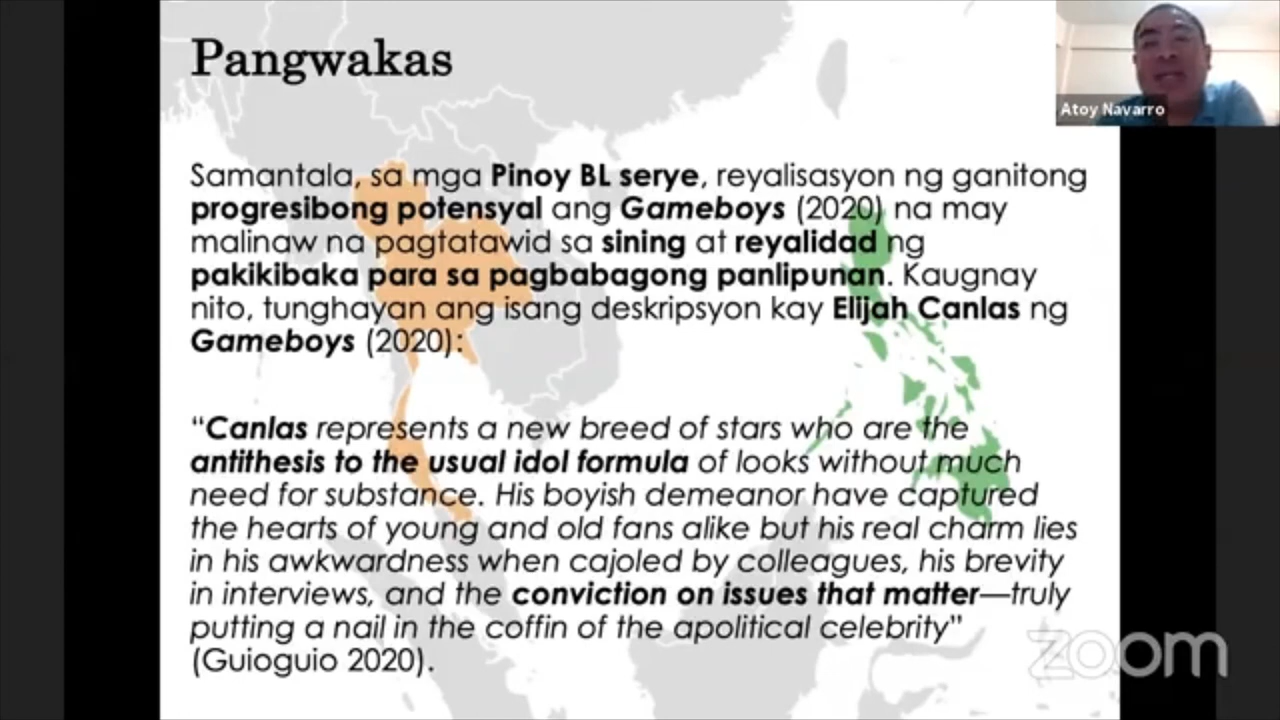 Pangwakas
Atoy Navarro
Samantala, sa mga Pinoy BL serye, reyalisasyon ng ganitong
progresibong potensyal ang Gameboys (2020) na may
malinaw na pagtatawid sa sining at reyalidad ng
pakikibaka para sa pagbabagong panlipunan. Kaugnay
nito, tunghayan ang isang deskripsyon kay Elijah Canlas ng
Gameboys (2020):
“Canlas represents a new breed of stars who are the
antithesis to the usual idol formula of looks without much
need for substance. His boyish demeanor have captured
the hearts of young and old fans alike but his real charm lies
in his awkwardness when cajoled by colleagues, his brevity
in interviews, and the conviction on issues that matter—truly
putting a nail in the coffin of the apolitical celebrity”
(Guioguio 2020).
zoom